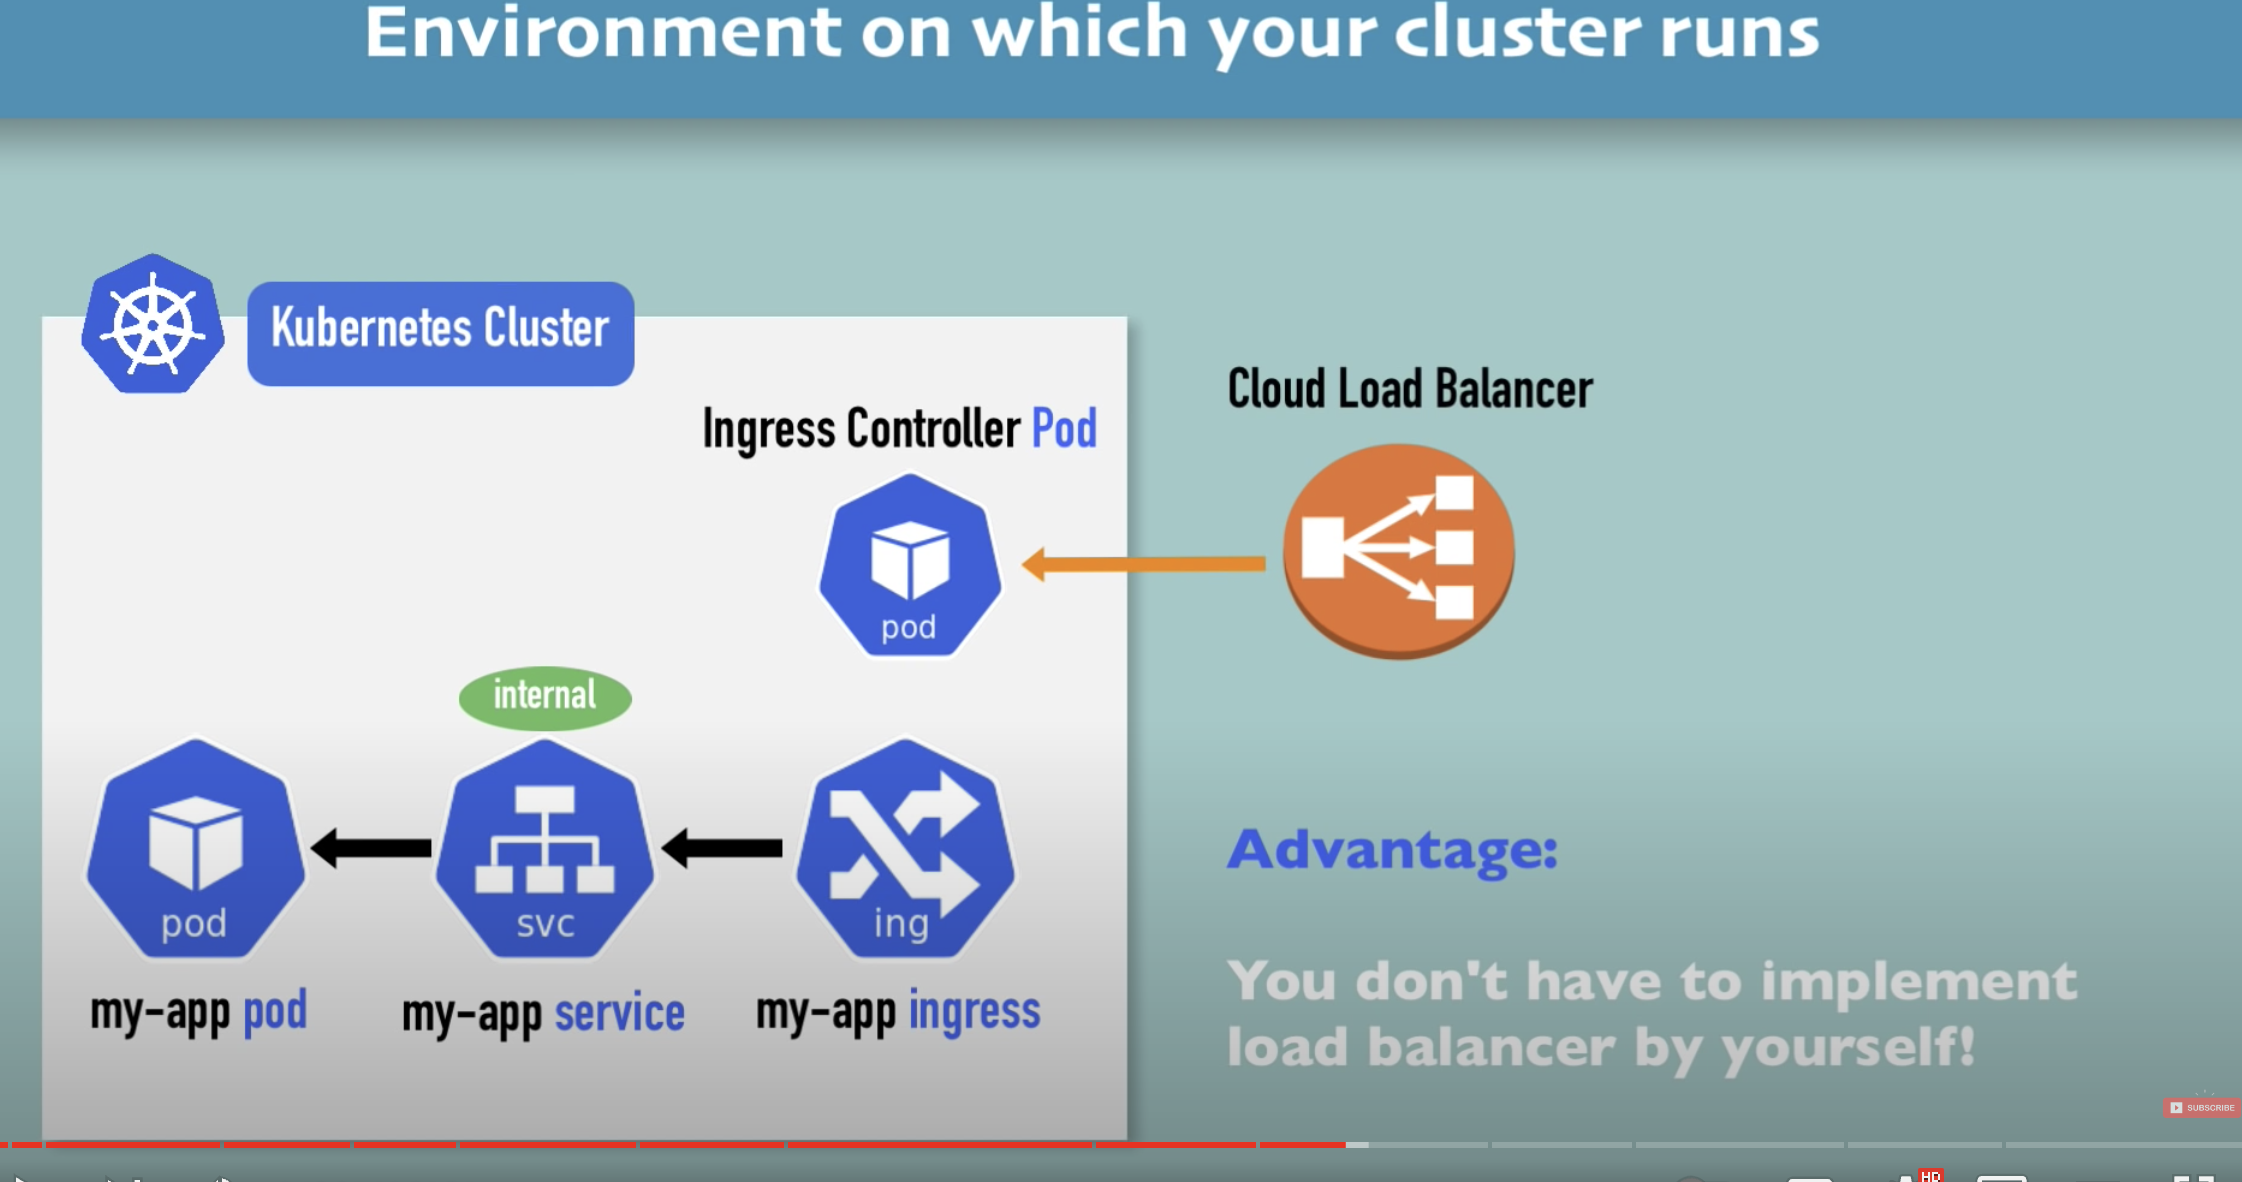 Environment on which your cluster runs
Kubernetes Cluster
Cloud Load Balancer
Ingress Controller Pod
pod
internal
pod
svc
ing
my-app pod
my-app service
my-app ingress
Advantage:
You don't have to implement
load balancer by yourself!
SUBSCRIBE
HD